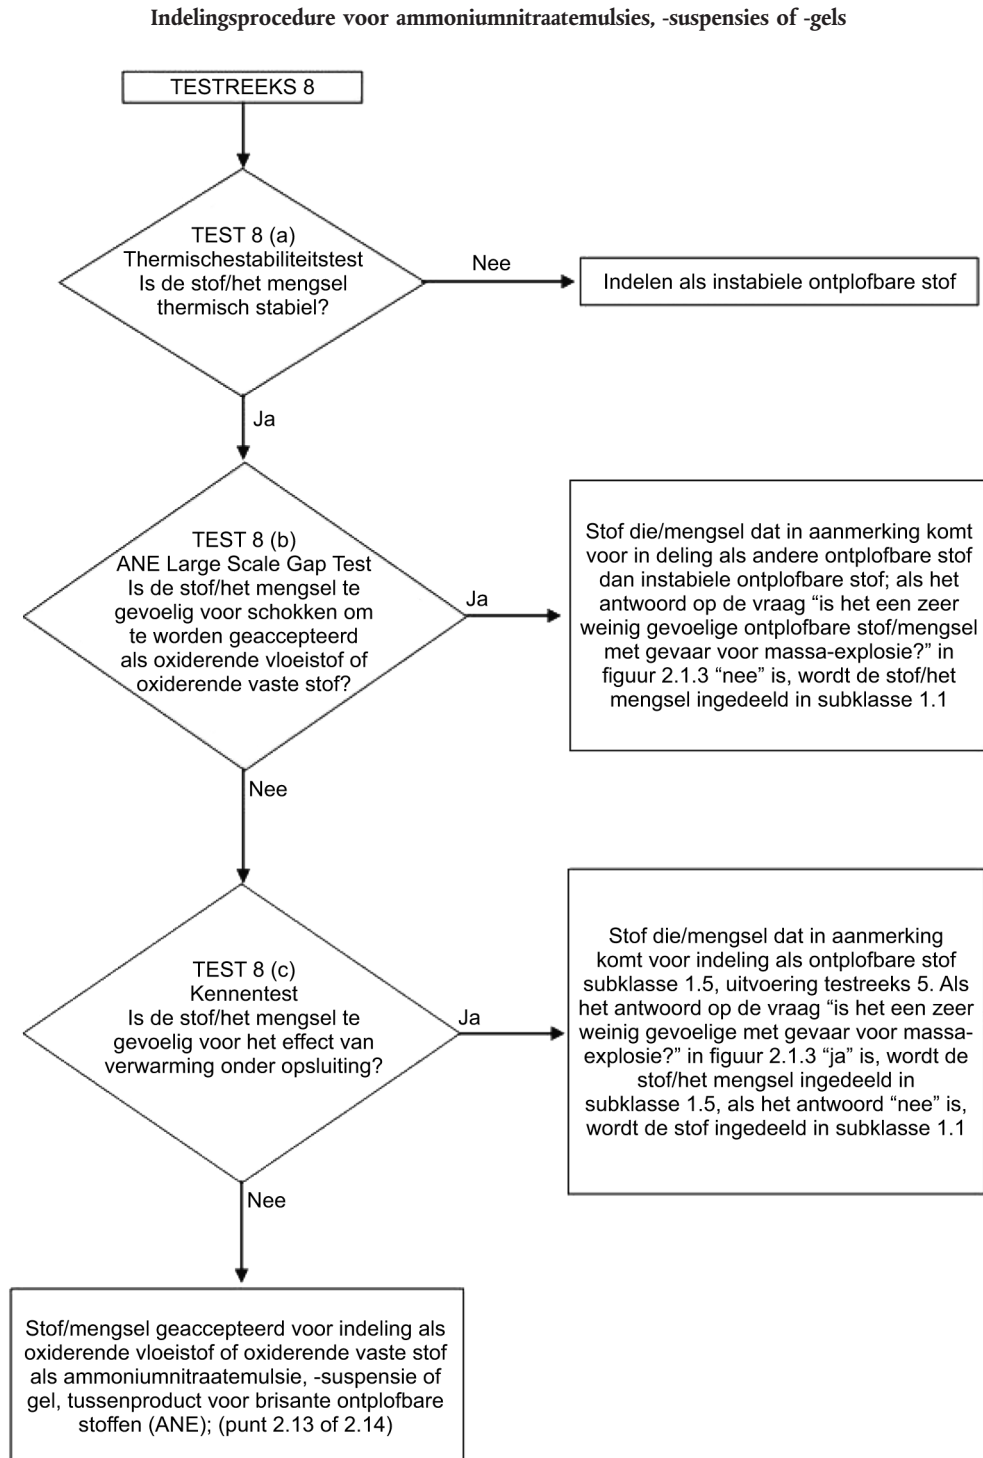 Indelingsprocedure voor ammoniumnitraatemulsies, -suspensies of -gels
TESTREEKS 8
TEST 8 (a)
Thermischestabiliteitstest
Is de stof/het mengsel
thermisch stabiel?
Nee
Indelen als instabiele ontplofbare stof
Ja
TEST 8 (b)
ANE Large Scale Gap Test
Is de stof/het mengsel te
gevoelig voor schokken om
te worden geaccepteerd
als oxiderende vloeistof of
oxiderende vaste stof?
Ja
Stof die/mengsel dat in aanmerking komt
voor in deling als andere ontplofbare stof
dan instabiele ontplofbare stof; als het
antwoord op de vraag “is het een zeer
weinig gevoelige ontplofbare stof/mengsel
met gevaar voor massa-explosie?” in
figuur 2.1.3 “nee” is, wordt de stof/het
mengsel ingedeeld in subklasse 1.1
Nee
TEST 8 (c)
Kennentest
Is de stof/het mengsel te
gevoelig voor het effect van
verwarming onder opsluiting?
Ja
Stof die/mengsel dat in aanmerking
komt voor indeling als ontplofbare stof
subklasse 1.5, uitvoering testreeks 5. Als
het antwoord op de vraag “is het een zeer
weinig gevoelige met gevaar voor massa-
explosie?” in figuur 2.1.3 “ja” is, wordt de
stof/het mengsel ingedeeld in
subklasse 1.5, als het antwoord “nee” is,
wordt de stof ingedeeld in subklasse 1.1
Nee
Stof/mengsel geaccepteerd voor indeling als
oxiderende vloeistof of oxiderende vaste stof
als ammoniumnitraatemulsie, -suspensie of
gel, tussenproduct voor brisante ontplofbare
stoffen (ANE); (punt 2.13 of 2.14)